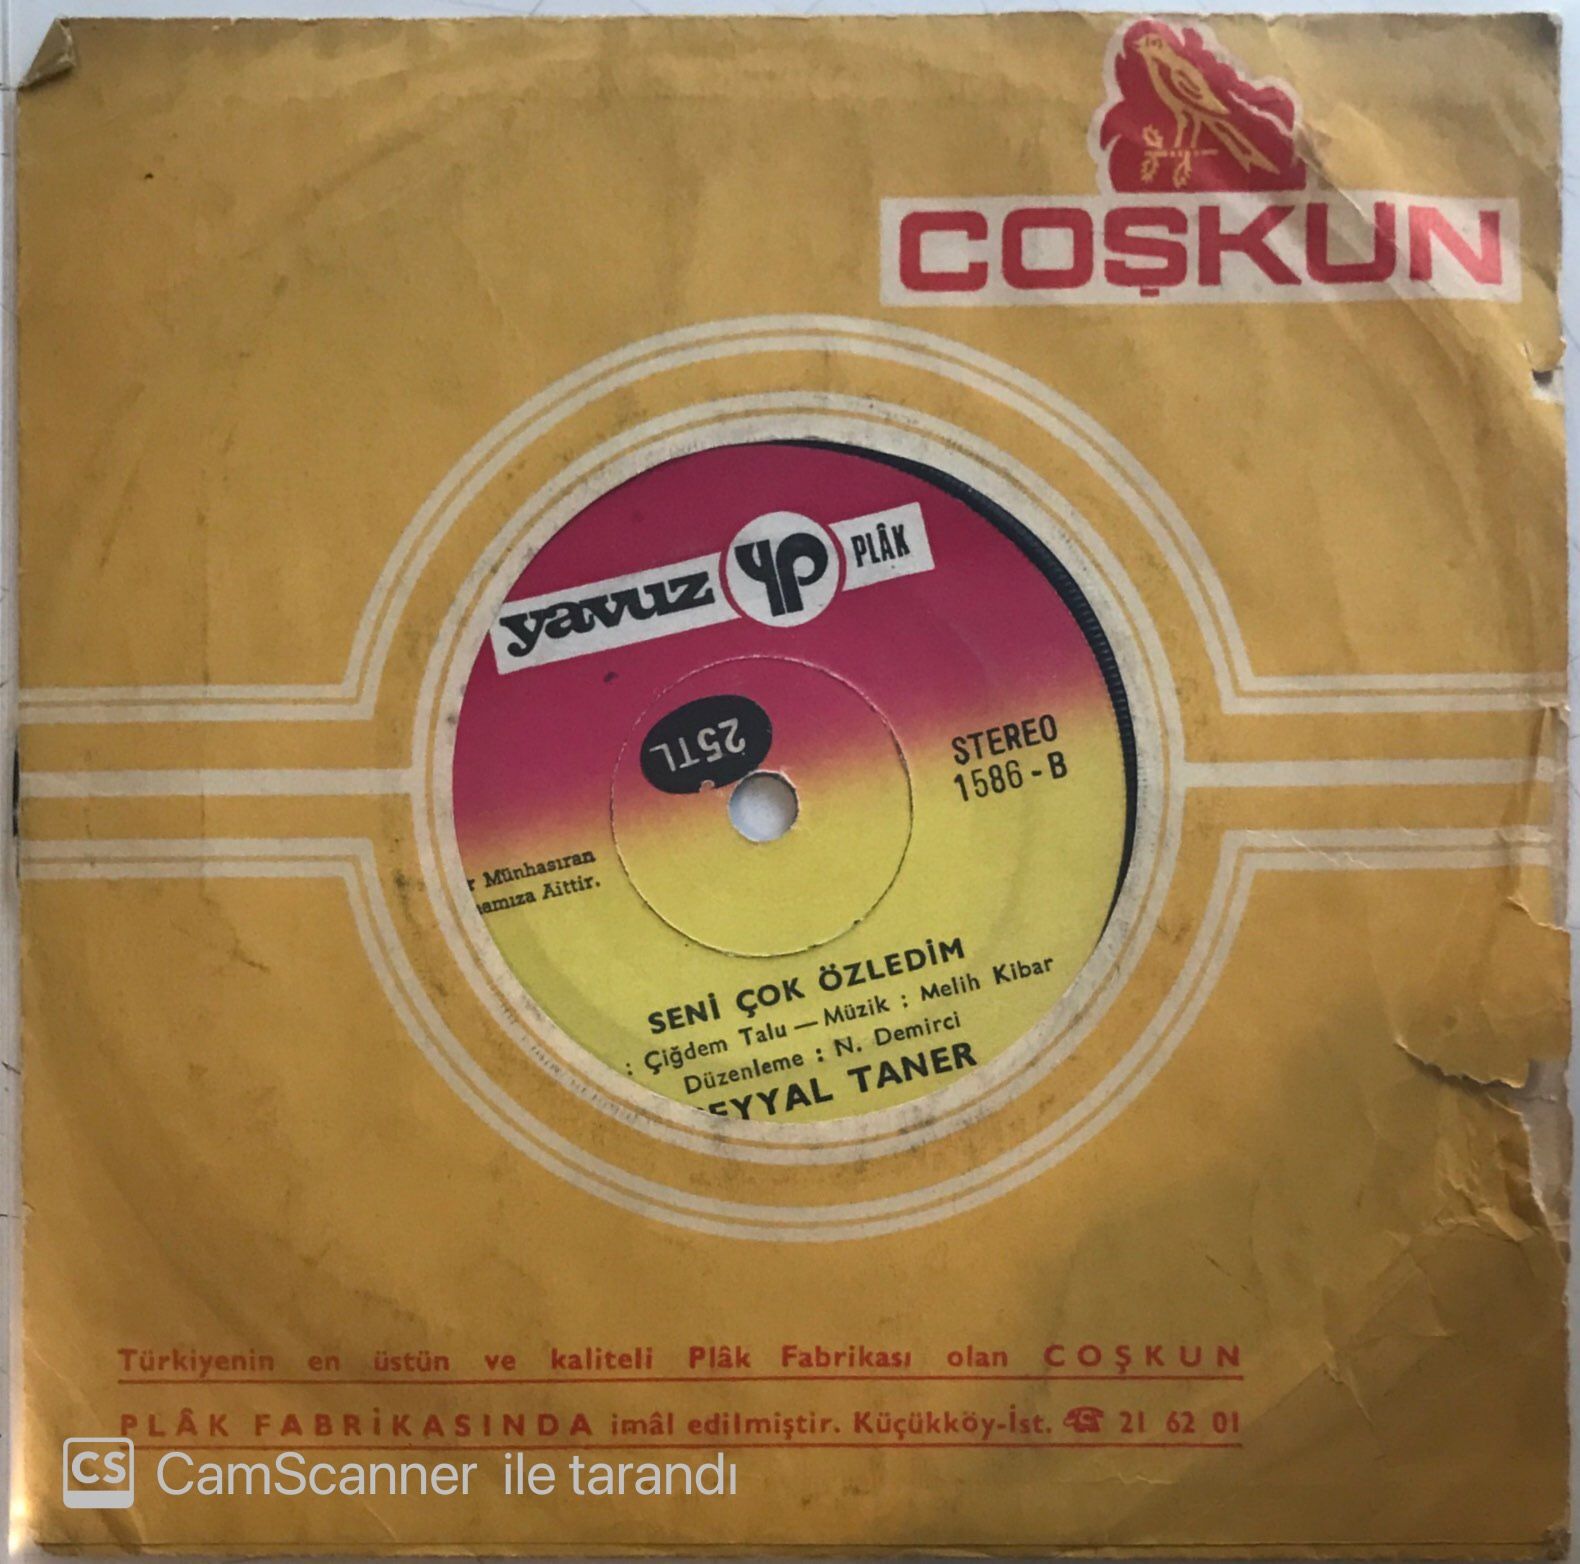 COŞKUN
yavuz yp PLÂK
25TL
STEREO
1586 - B
Münhasıran
Aittir.
SENİ ÇOK ÖZLEDİM
: Çiğdem Talu — Müzik : Melih Kibar
Düzenleme : N. Demirci
EYYAL TANER
Türkiyenin en üstün ve kaliteli Plâk Fabrikası olan COŞKUN
PLÂK FABRİKASINDA imâl edilmiştir. Küçükköy-İst. ☎ 21 62 01
CS CamScanner ile tarandı